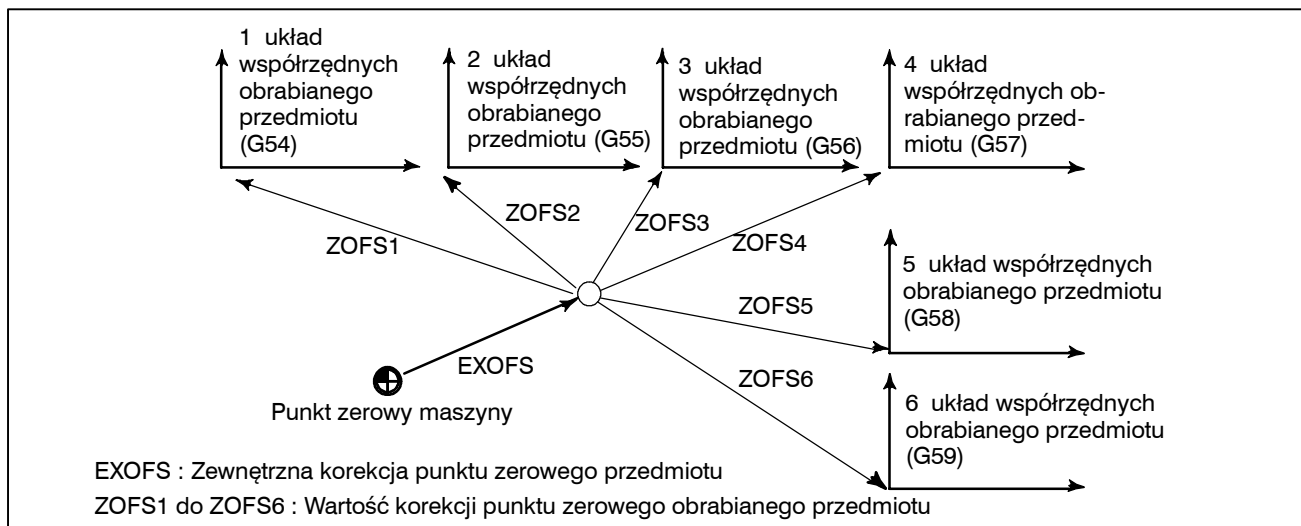 1 układ
współrzędnych
obrabianego
przedmiotu
(G54)
2 układ
współrzędnych
obrabianego
przedmiotu (G55)
3 układ
współrzędnych
obrabianego
przedmiotu (G56)
4 układ
współrzędnych ob-
rabianego przed-
miotu (G57)
ZOFS1
ZOFS2
ZOFS3
ZOFS4
5 układ współrzędnych
obrabianego przedmiotu
(G58)
ZOFS5
EXOFS
ZOFS6
Punkt zerowy maszyny
6 układ współrzędnych
obrabianego przedmiotu
(G59)
EXOFS : Zewnętrzna korekcja punktu zerowego przedmiotu
ZOFS1 do ZOFS6 : Wartość korekcji punktu zerowego obrabianego przedmiotu